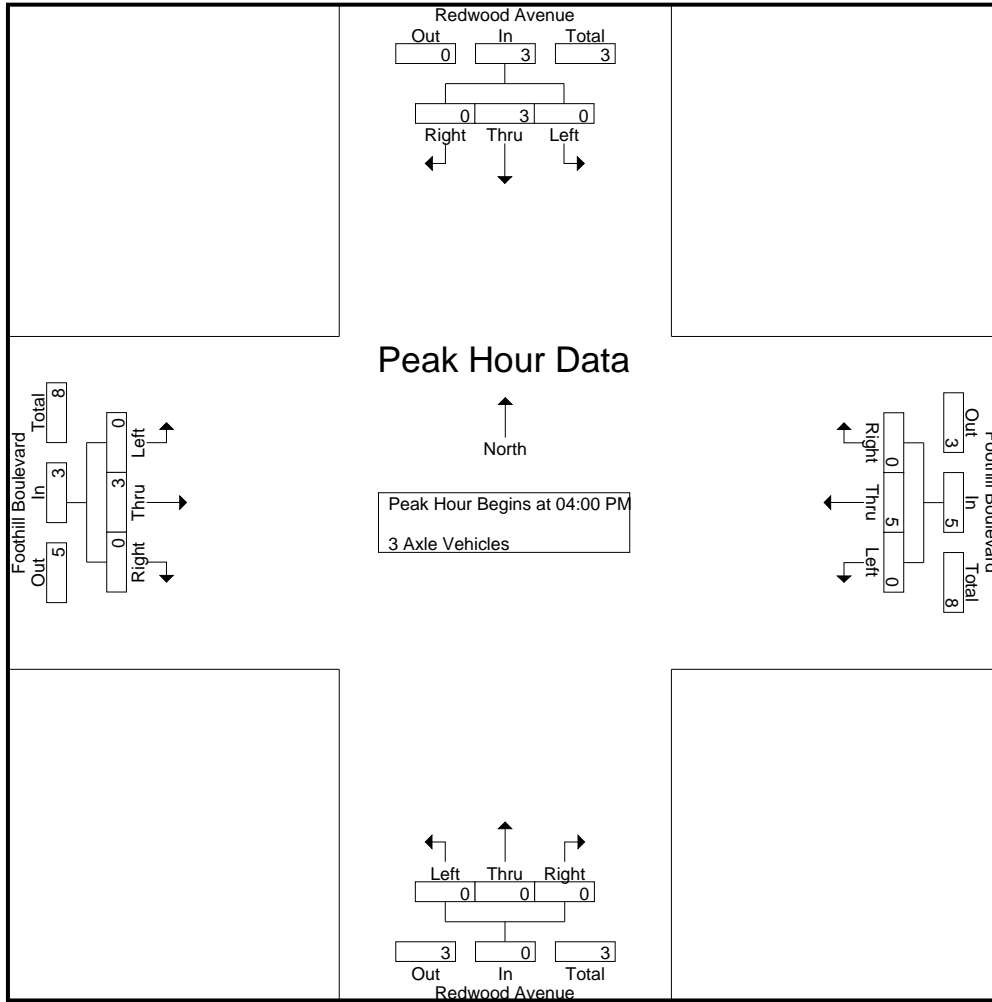 Redwood Avenue
Out In Total
0 3 3
0 3 0
Right Thru Left
Peak Hour Data
North
Peak Hour Begins at 04:00 PM
3 Axle Vehicles
Foothill Boulevard
Out In Total
5 3 8
Left Thru Right
0 3 0
Foothill Boulevard
Out In Total
3 5 8
Right Thru Left
0 5 0
Left Thru Right
0 0 0
3 0 3
Out In Total
Redwood Avenue